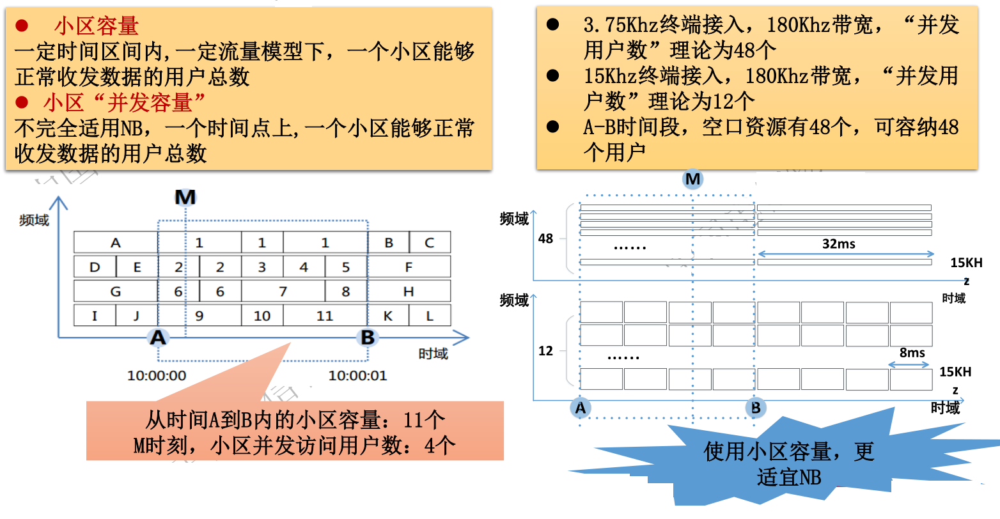 ● 小区容量
一定时间区间内,一定流量模型下，一个小区能够
正常收发数据的用户总数
● 小区“并发容量”
不完全适用NB，一个时间点上,一个小区能够正常
收发数据的用户总数
● 3.75Khz终端接入，180Khz带宽，“并发
用户数”理论为48个
● 15Khz终端接入，180Khz带宽，“并发用
户数”理论为12个
● A-B时间段，空口资源有48个，可容纳48
个用户
M
频域
A 1 1 1 B C
D E 2 2 3 4 5 F
G 6 6 7 8 H
I J 9 10 11 K L
A B
时域
10:00:00 10:00:01
从时间A到B内的小区容量：11个
M时刻，小区并发访问用户数：4个
M
频域
48
······
32ms
15KH
z
时域
频域
12
······
8ms
15KH
z
A B
时域
使用小区容量，更
适宜NB